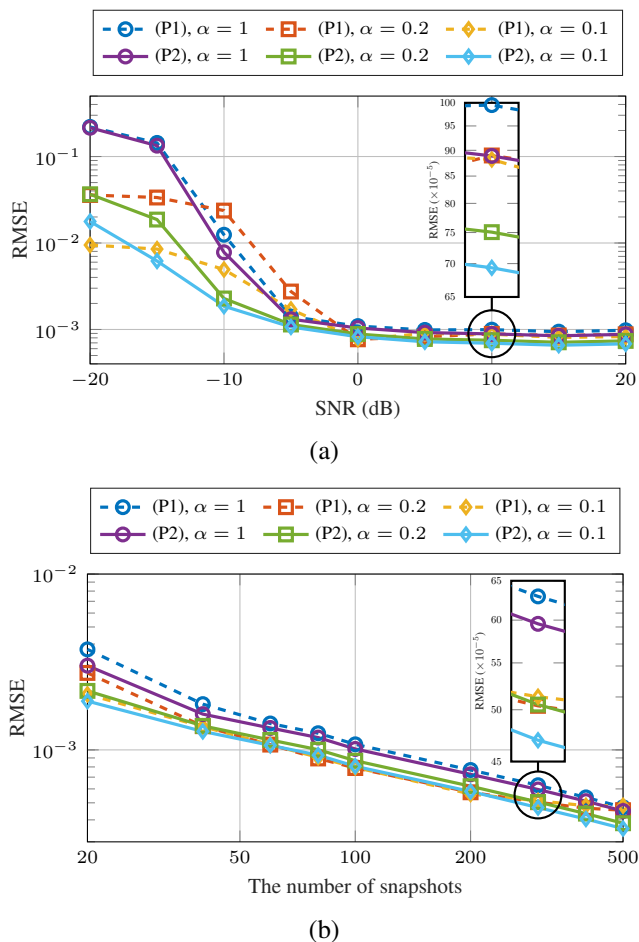 (P1), α = 1 (P1), α = 0.2 (P1), α = 0.1
(P2), α = 1 (P2), α = 0.2 (P2), α = 0.1
RMSE
10⁻¹
10⁻²
10⁻³
RMSE (×10⁻⁵)
100
95
90
85
80
75
70
65
−20 −10 0 10 20
SNR (dB)
(a)
(P1), α = 1 (P1), α = 0.2 (P1), α = 0.1
(P2), α = 1 (P2), α = 0.2 (P2), α = 0.1
RMSE
10⁻²
10⁻³
RMSE (×10⁻⁵)
65
60
55
50
45
20 50 100 200 500
The number of snapshots
(b)